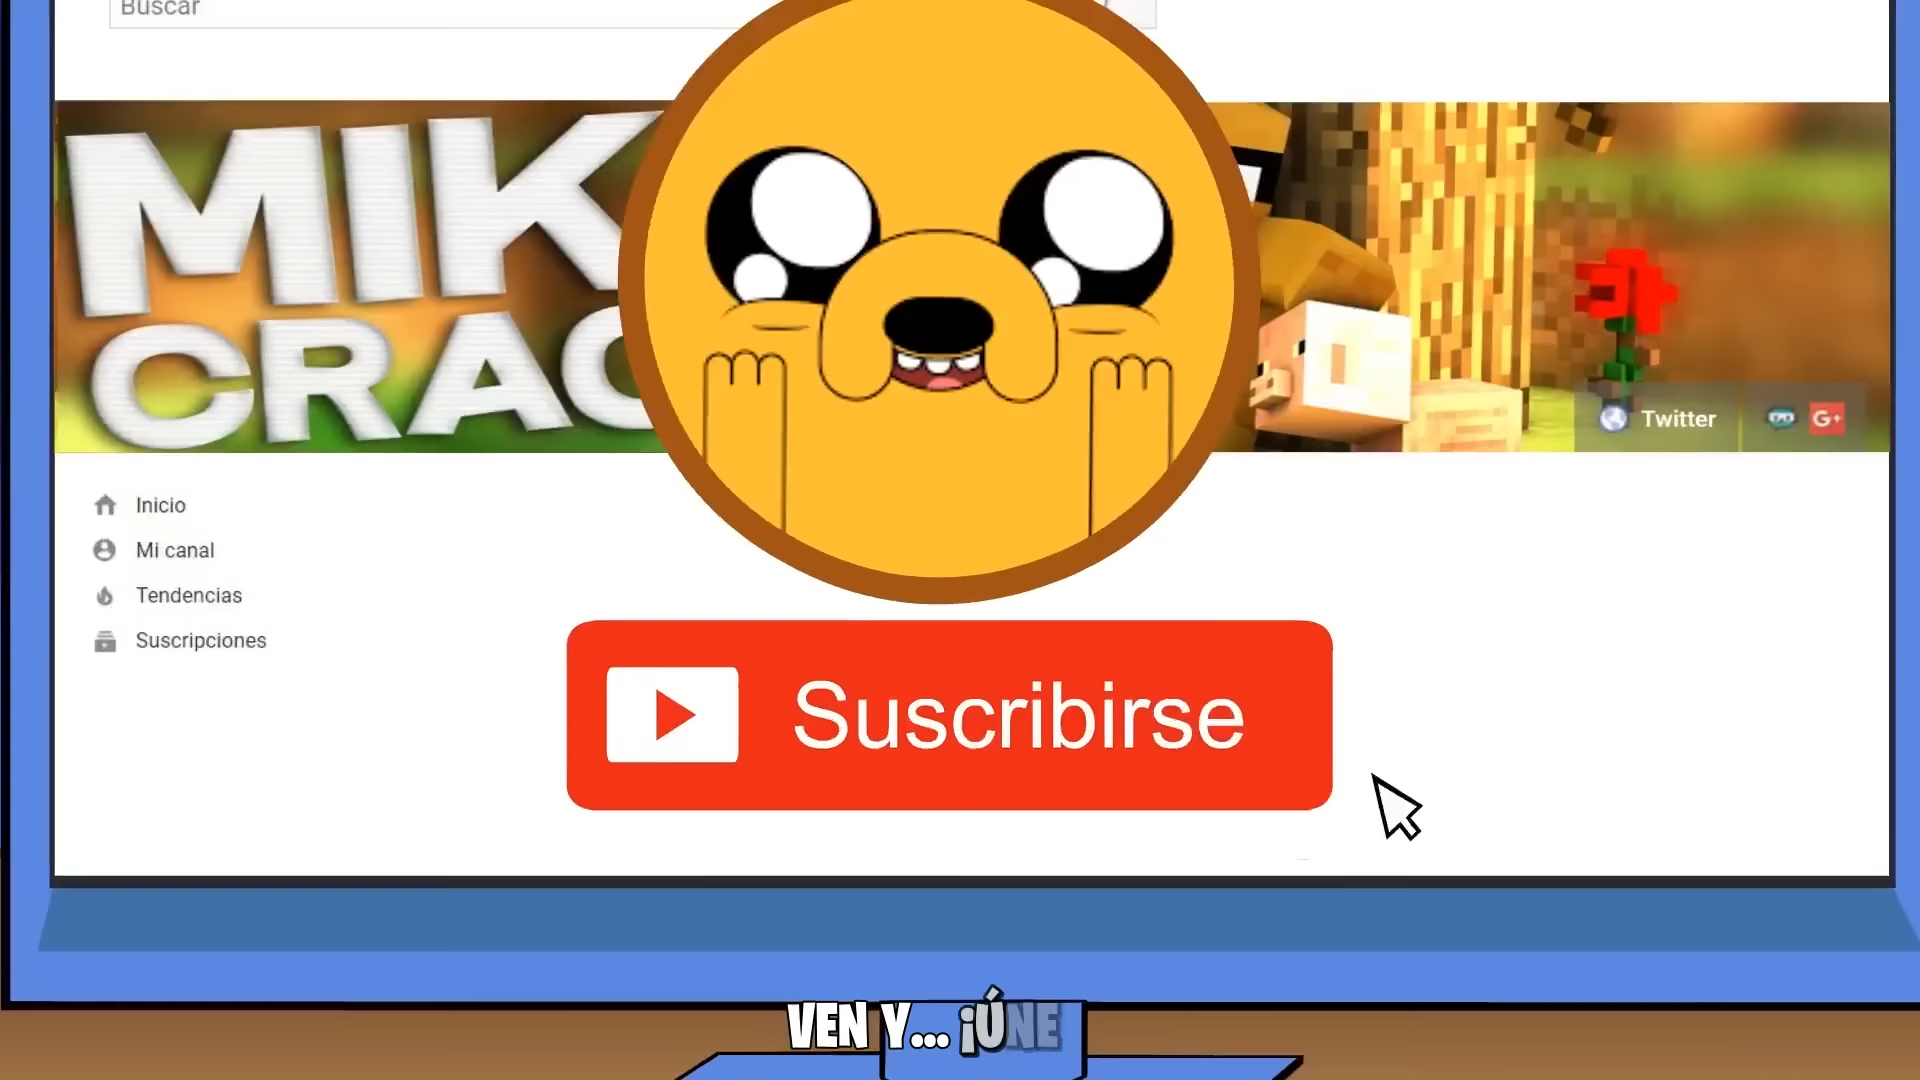 Buscar
MIK
CRAC
Twitter
G+
Inicio
Mi canal
Tendencias
Suscripciones
Suscribirse
VEN Y... ¡ÚNE